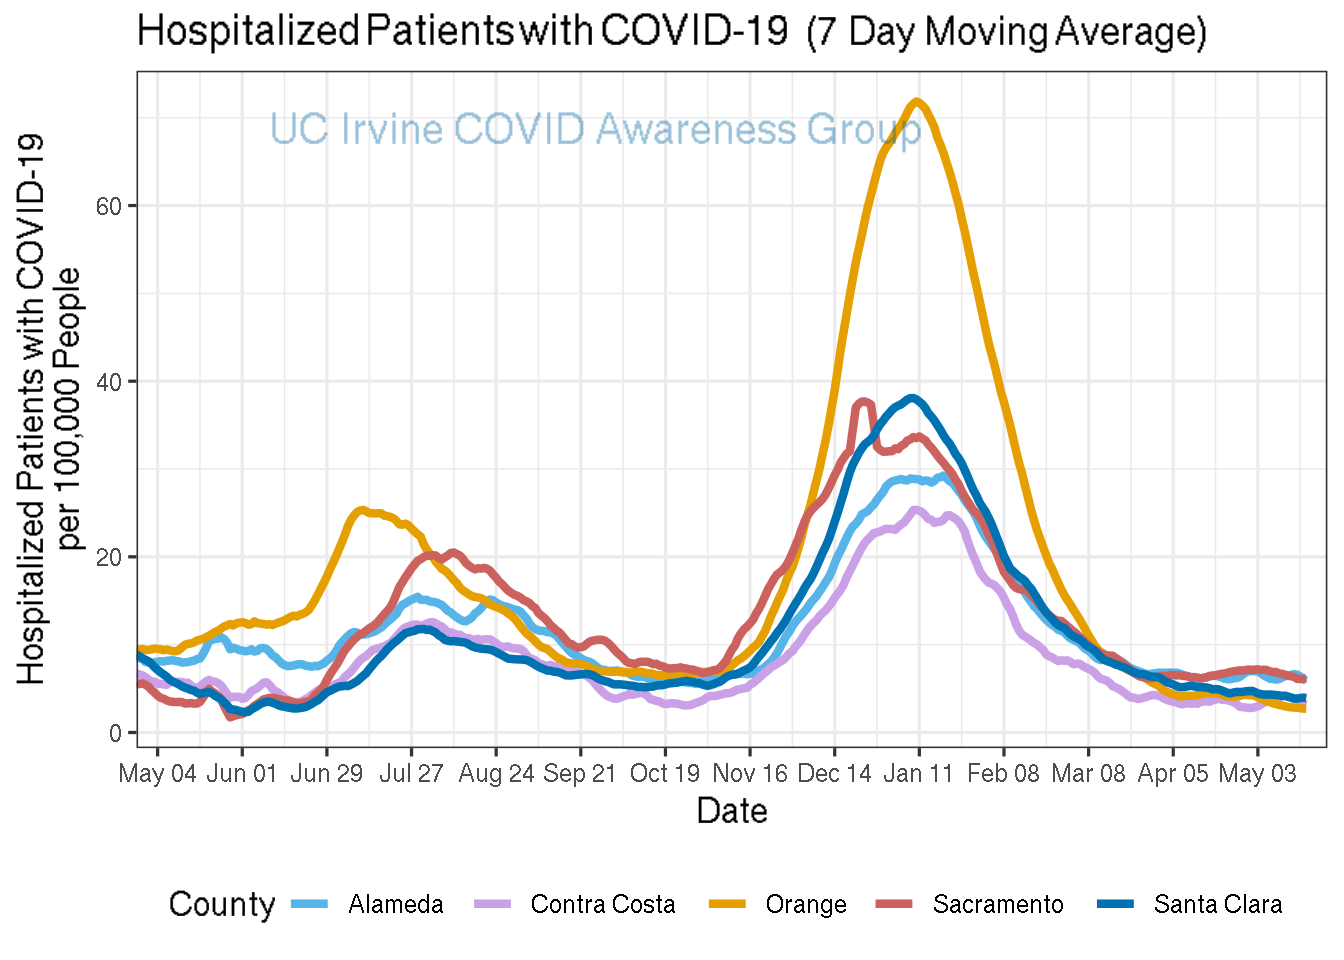 Hospitalized Patients with COVID-19 (7 Day Moving Average)
UC Irvine COVID Awareness Group
Hospitalized Patients with COVID-19
per 100,000 People
60
40
20
0
May 04 Jun 01 Jun 29 Jul 27 Aug 24 Sep 21 Oct 19 Nov 16 Dec 14 Jan 11 Feb 08 Mar 08 Apr 05 May 03
Date
County Alameda Contra Costa Orange Sacramento Santa Clara